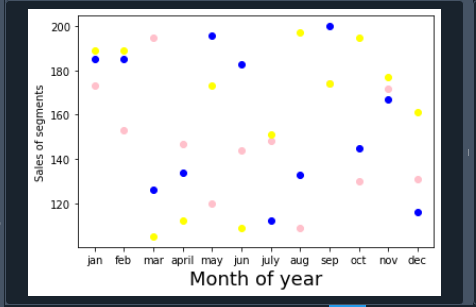 200
180
160
140
120
Sales of segments
jan feb mar april may jun july aug sep oct nov dec
Month of year